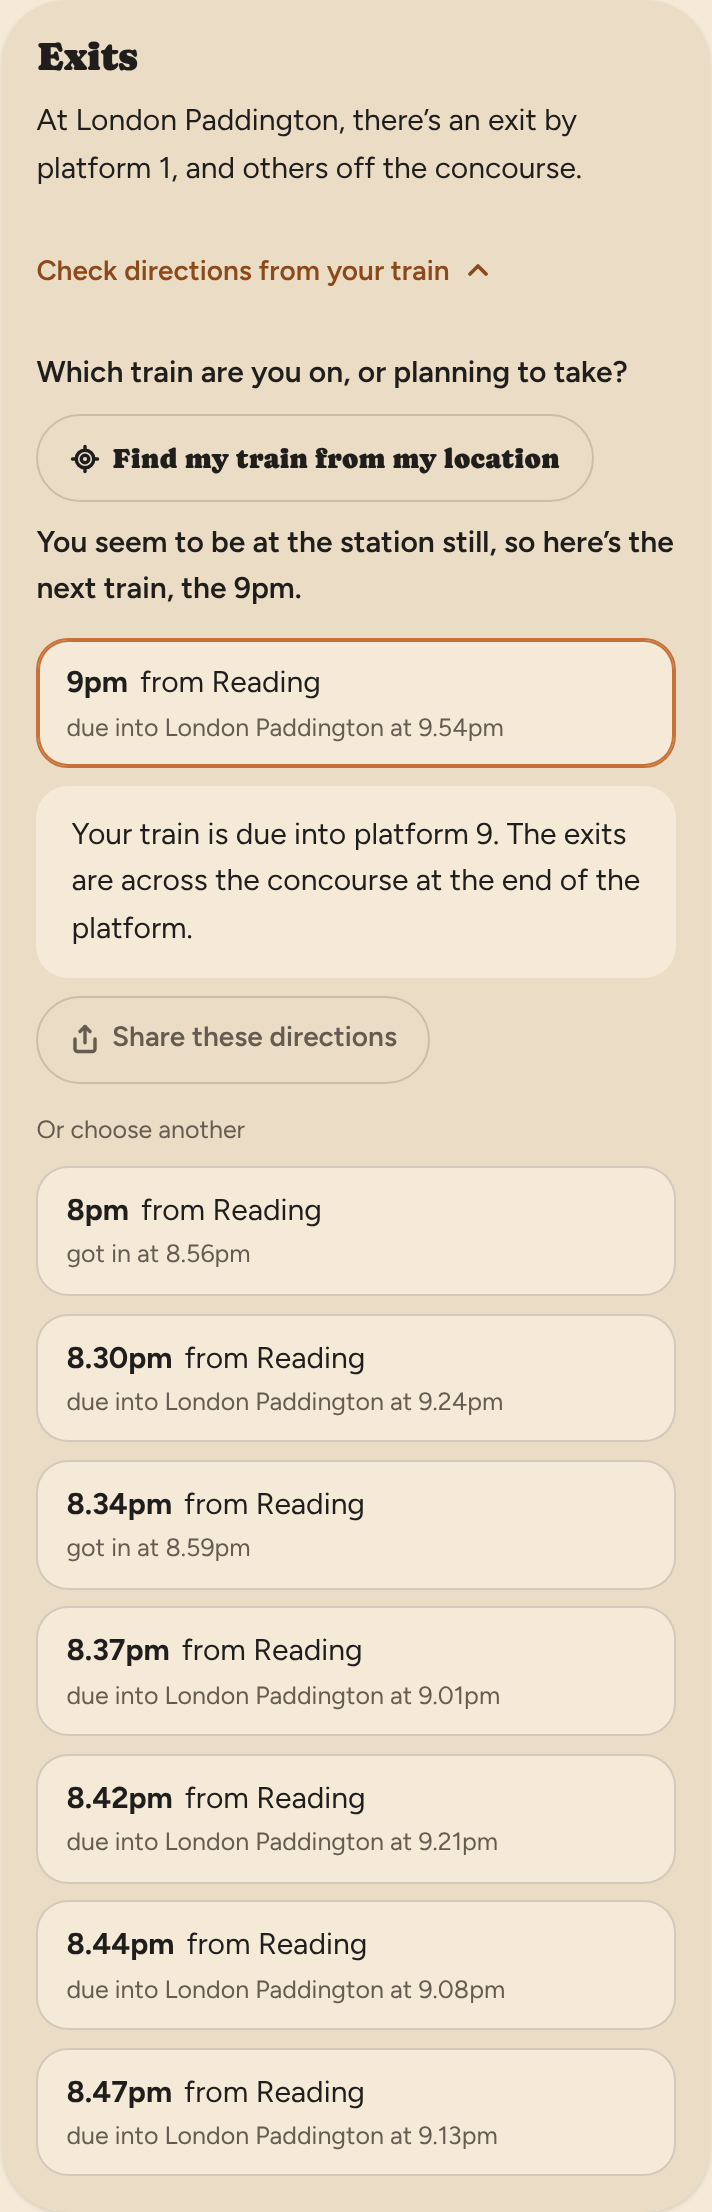 Exits
At London Paddington, there’s an exit by
platform 1, and others off the concourse.
Check directions from your train
Which train are you on, or planning to take?
Find my train from my location
You seem to be at the station still, so here’s the
next train, the 9pm.
9pm from Reading
due into London Paddington at 9.54pm
Your train is due into platform 9. The exits
are across the concourse at the end of the
platform.
Share these directions
Or choose another
8pm from Reading
got in at 8.56pm
8.30pm from Reading
due into London Paddington at 9.24pm
8.34pm from Reading
got in at 8.59pm
8.37pm from Reading
due into London Paddington at 9.01pm
8.42pm from Reading
due into London Paddington at 9.21pm
8.44pm from Reading
due into London Paddington at 9.08pm
8.47pm from Reading
due into London Paddington at 9.13pm